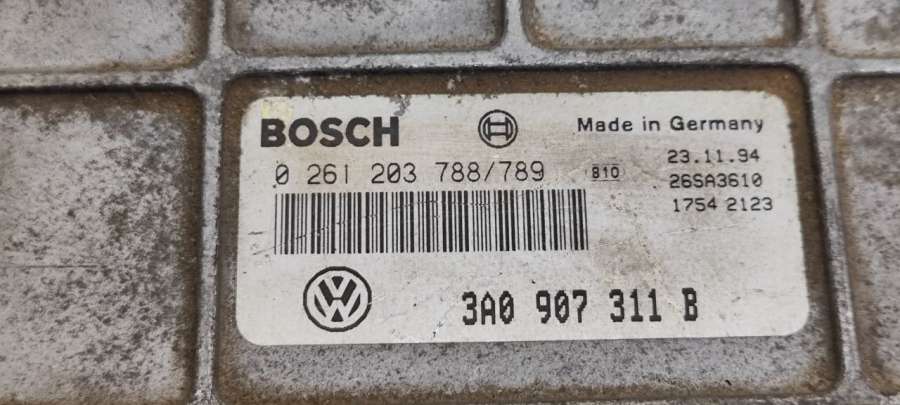 BOSCH
Made in Germany
0 261 203 788/789
810
23.11.94
26SA3610
1754 2123
VW
3A0 907 311 B